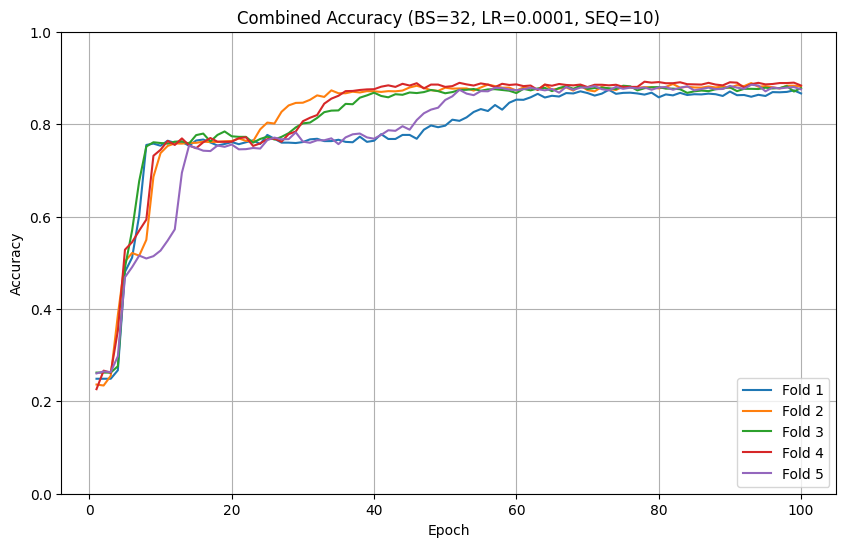 Combined Accuracy (BS=32, LR=0.0001, SEQ=10)
1.0
0.8
0.6
0.4
0.2
0.0
Accuracy
0 20 40 60 80 100
Epoch
Fold 1
Fold 2
Fold 3
Fold 4
Fold 5